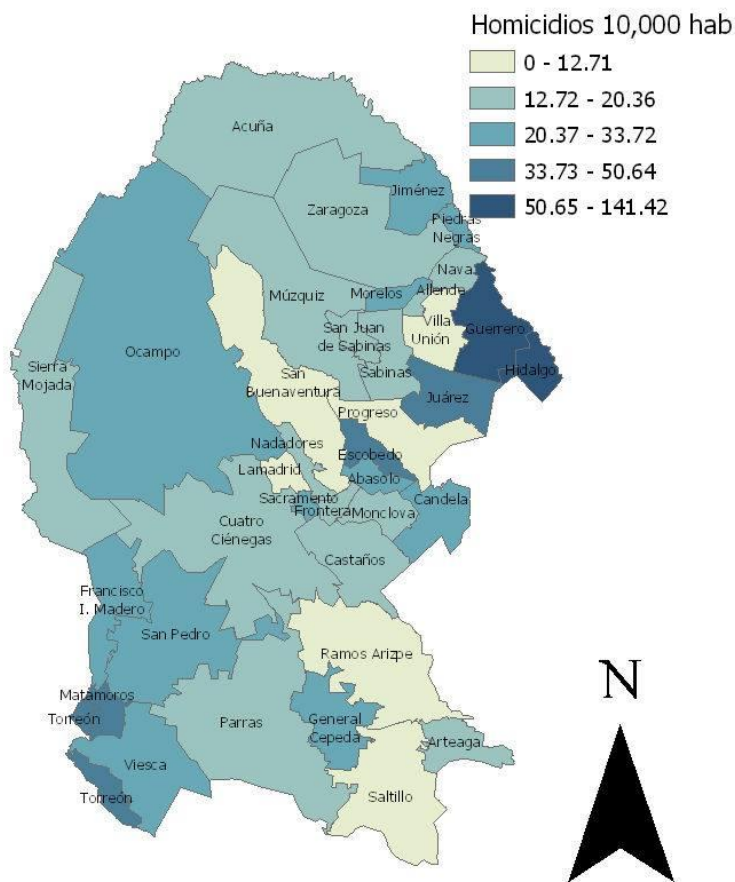 Homicidios 10,000 hab
0 - 12.71
12.72 - 20.36
20.37 - 33.72
33.73 - 50.64
50.65 - 141.42
Acuña
Jiménez
Zaragoza
Piedras
Negras
Nava
Allende
Morelos
Múzquiz
Villa
Unión
Guerrero
San Juan
de Sabinas
Ocampo
Sierra
Mojada
Hidalgo
Sabinas
San
Buenaventura
Juárez
Progreso
Nadadores
Escobedo
Lamadrid
Abasolo
Sacramento
Candela
Frontera
Monclova
Cuatro
Ciénegas
Castaños
Francisco
I. Madero
San Pedro
Ramos Arizpe
N
Matamoros
Torreón
Parras
General
Cepeda
Arteaga
Viesca
Torreón
Saltillo